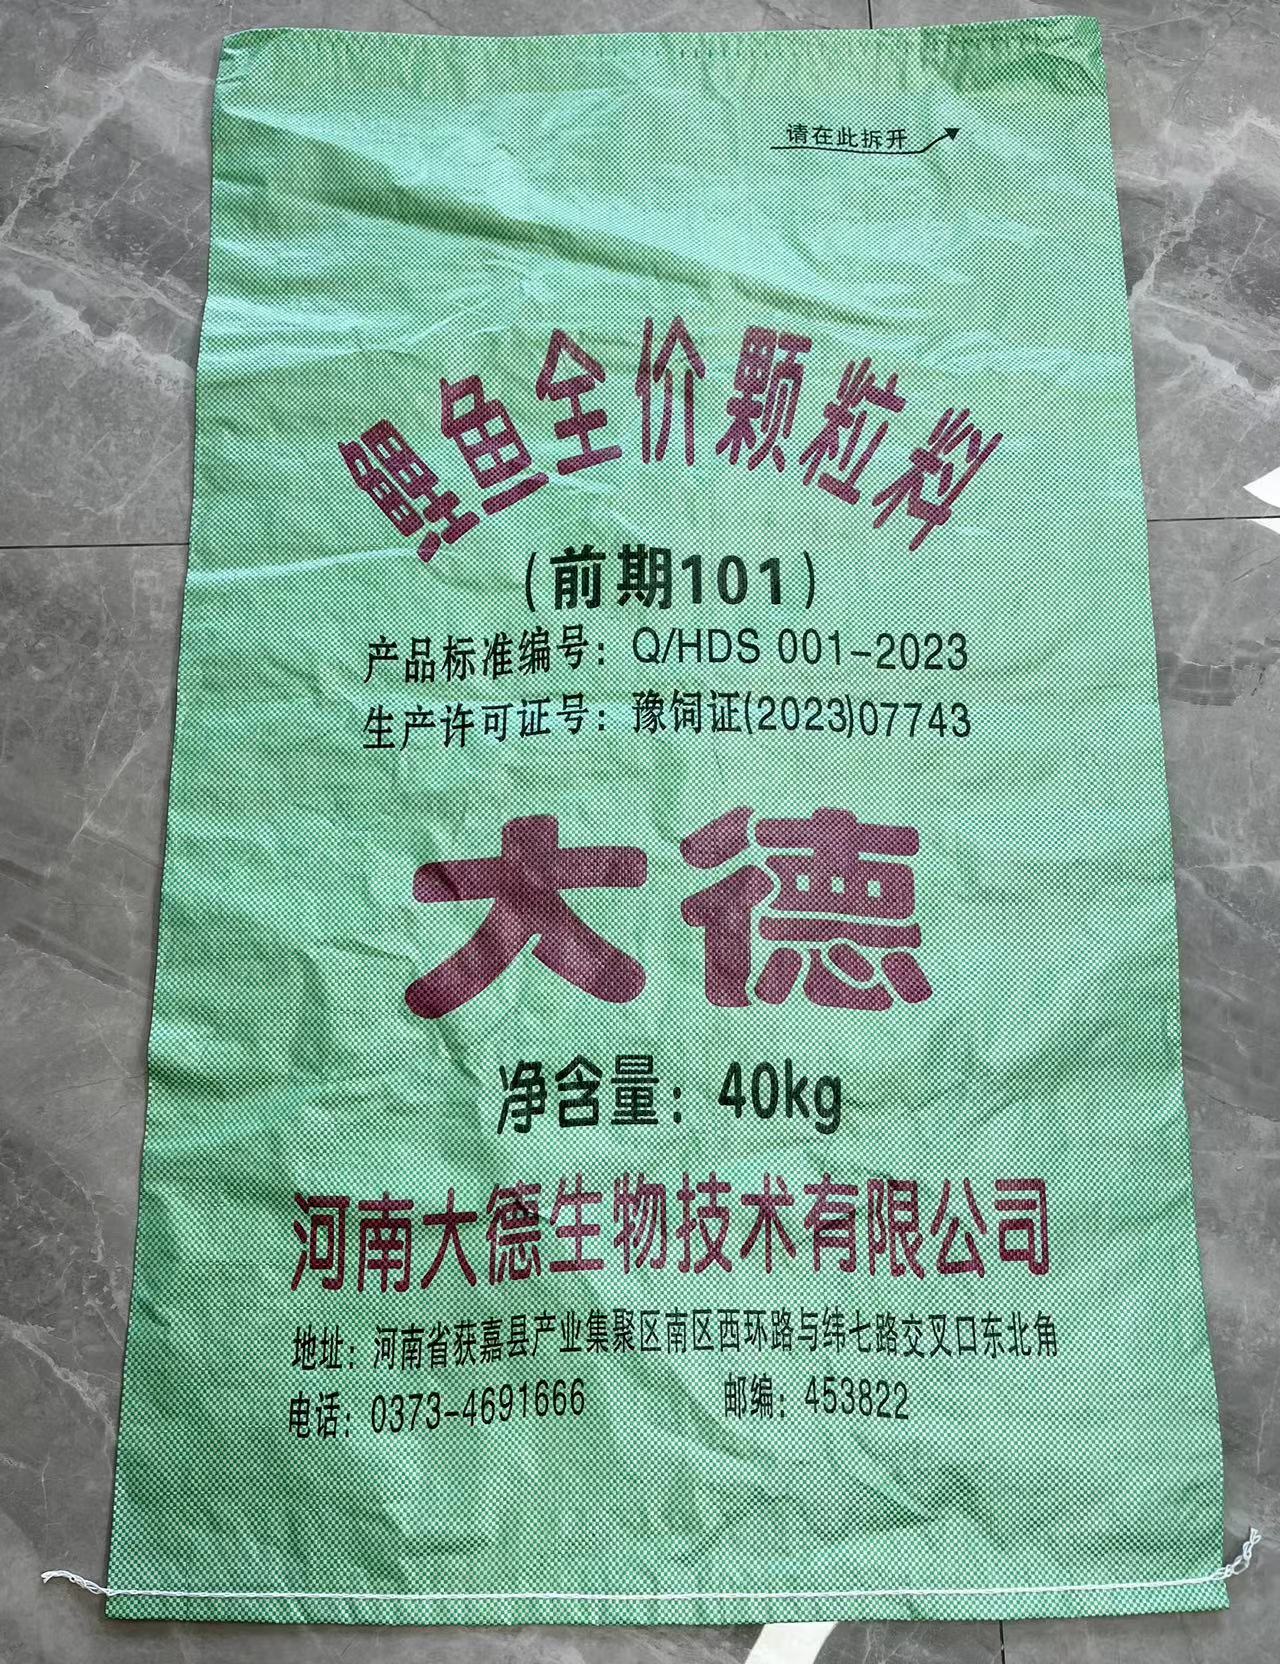 请在此拆开
鲤鱼全价颗粒料
(前期101)
产品标准编号：Q/HDS 001-2023
生产许可证号：豫饲证(2023)07743
大德
净含量：40kg
河南大德生物技术有限公司
地址：河南省获嘉县产业集聚区南区西环路与纬七路交叉口东北角
电话：0373-4691666 邮编：453822